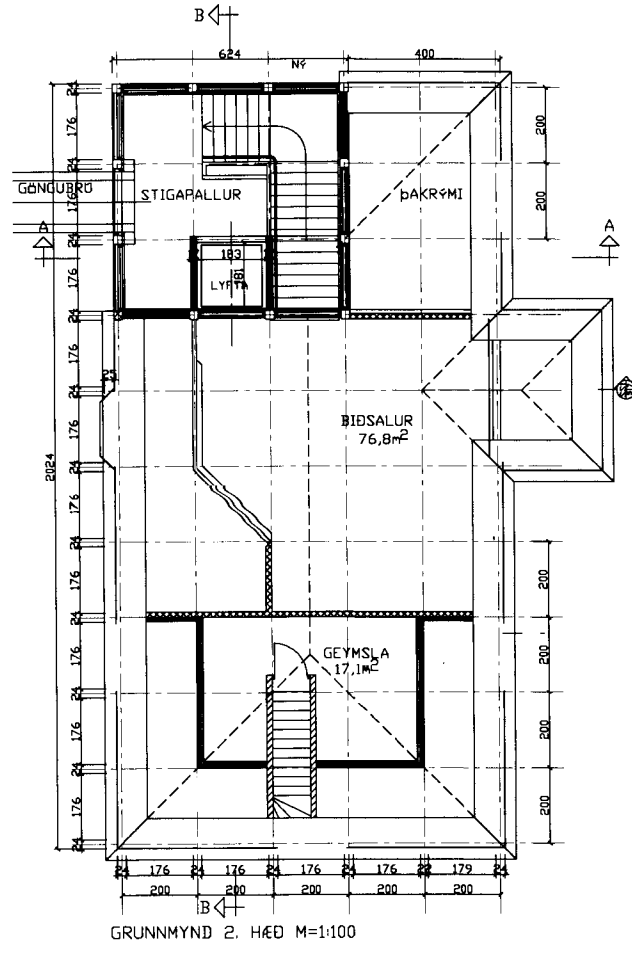 B
624
400
NÝ
24
176
24
176
24
176
24
176
24
176
24
176
24
176
24
176
24
176
24
176
24
2024
200
200
GÖNGUBRÚ
STIGAPALLUR
ÞAKRÝMI
A
A
183
181
LYFTA
BIÐSALUR
76,8m²
GEYMSLA
17,1m²
200
200
200
200
24 176 24 176 24 176 24 176 22 179 24
200 200 200 200 200
B
GRUNNMYND 2. HÆÐ M=1:100